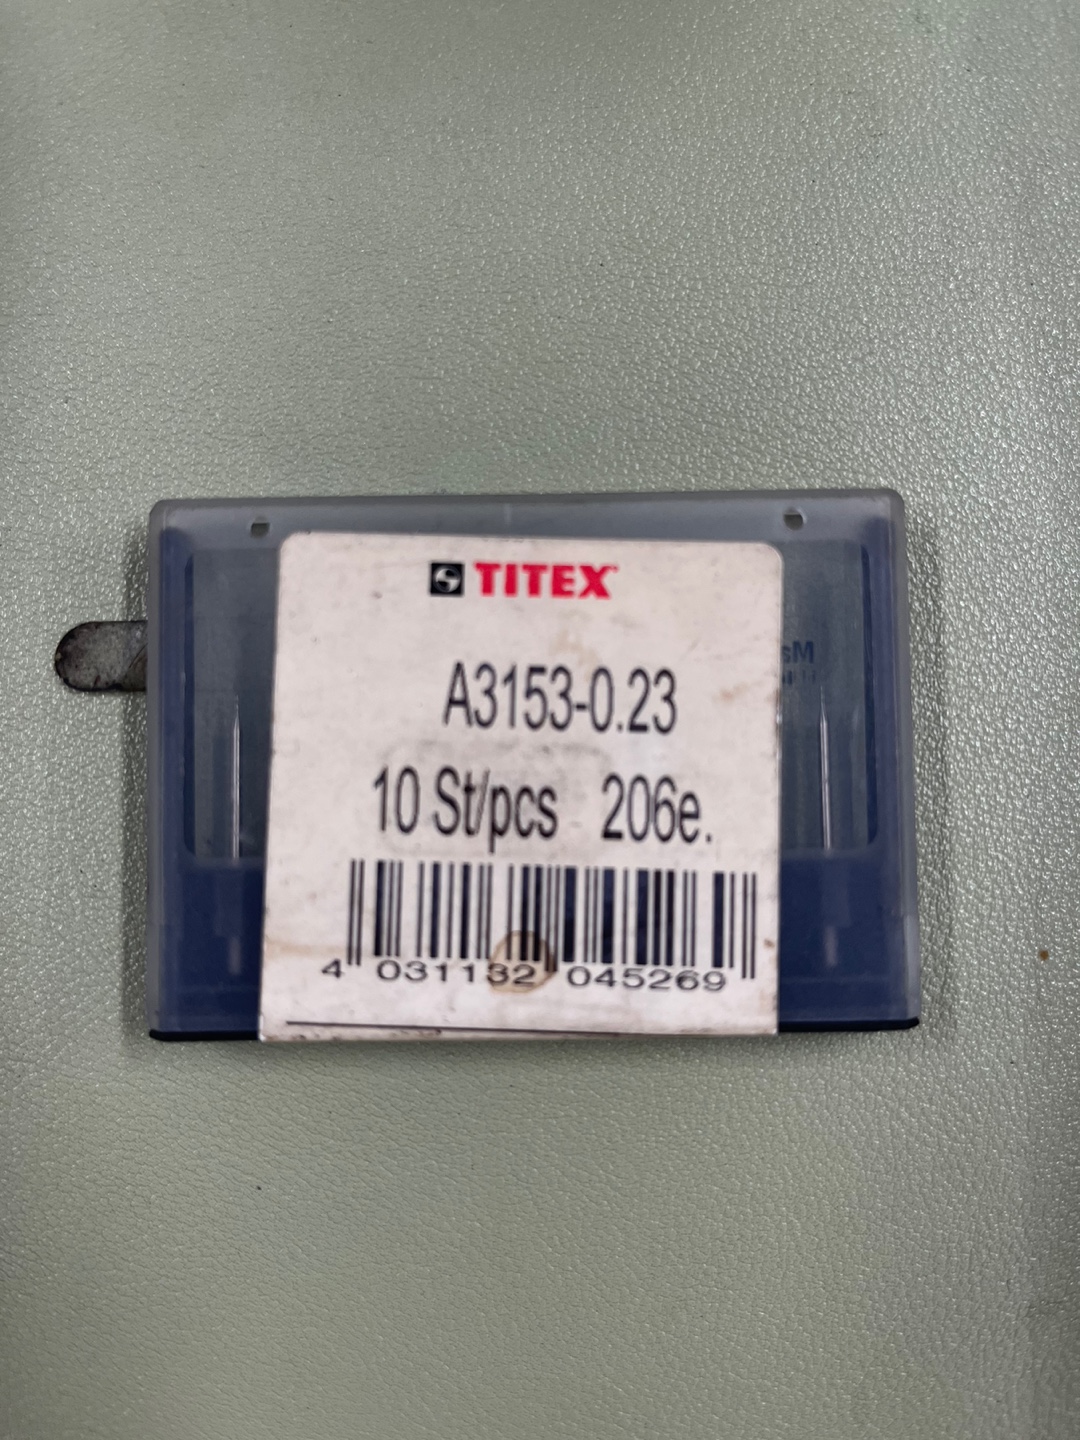 TITEX
A3153-0.23
10 St/pcs 206e.
4 031132 045269